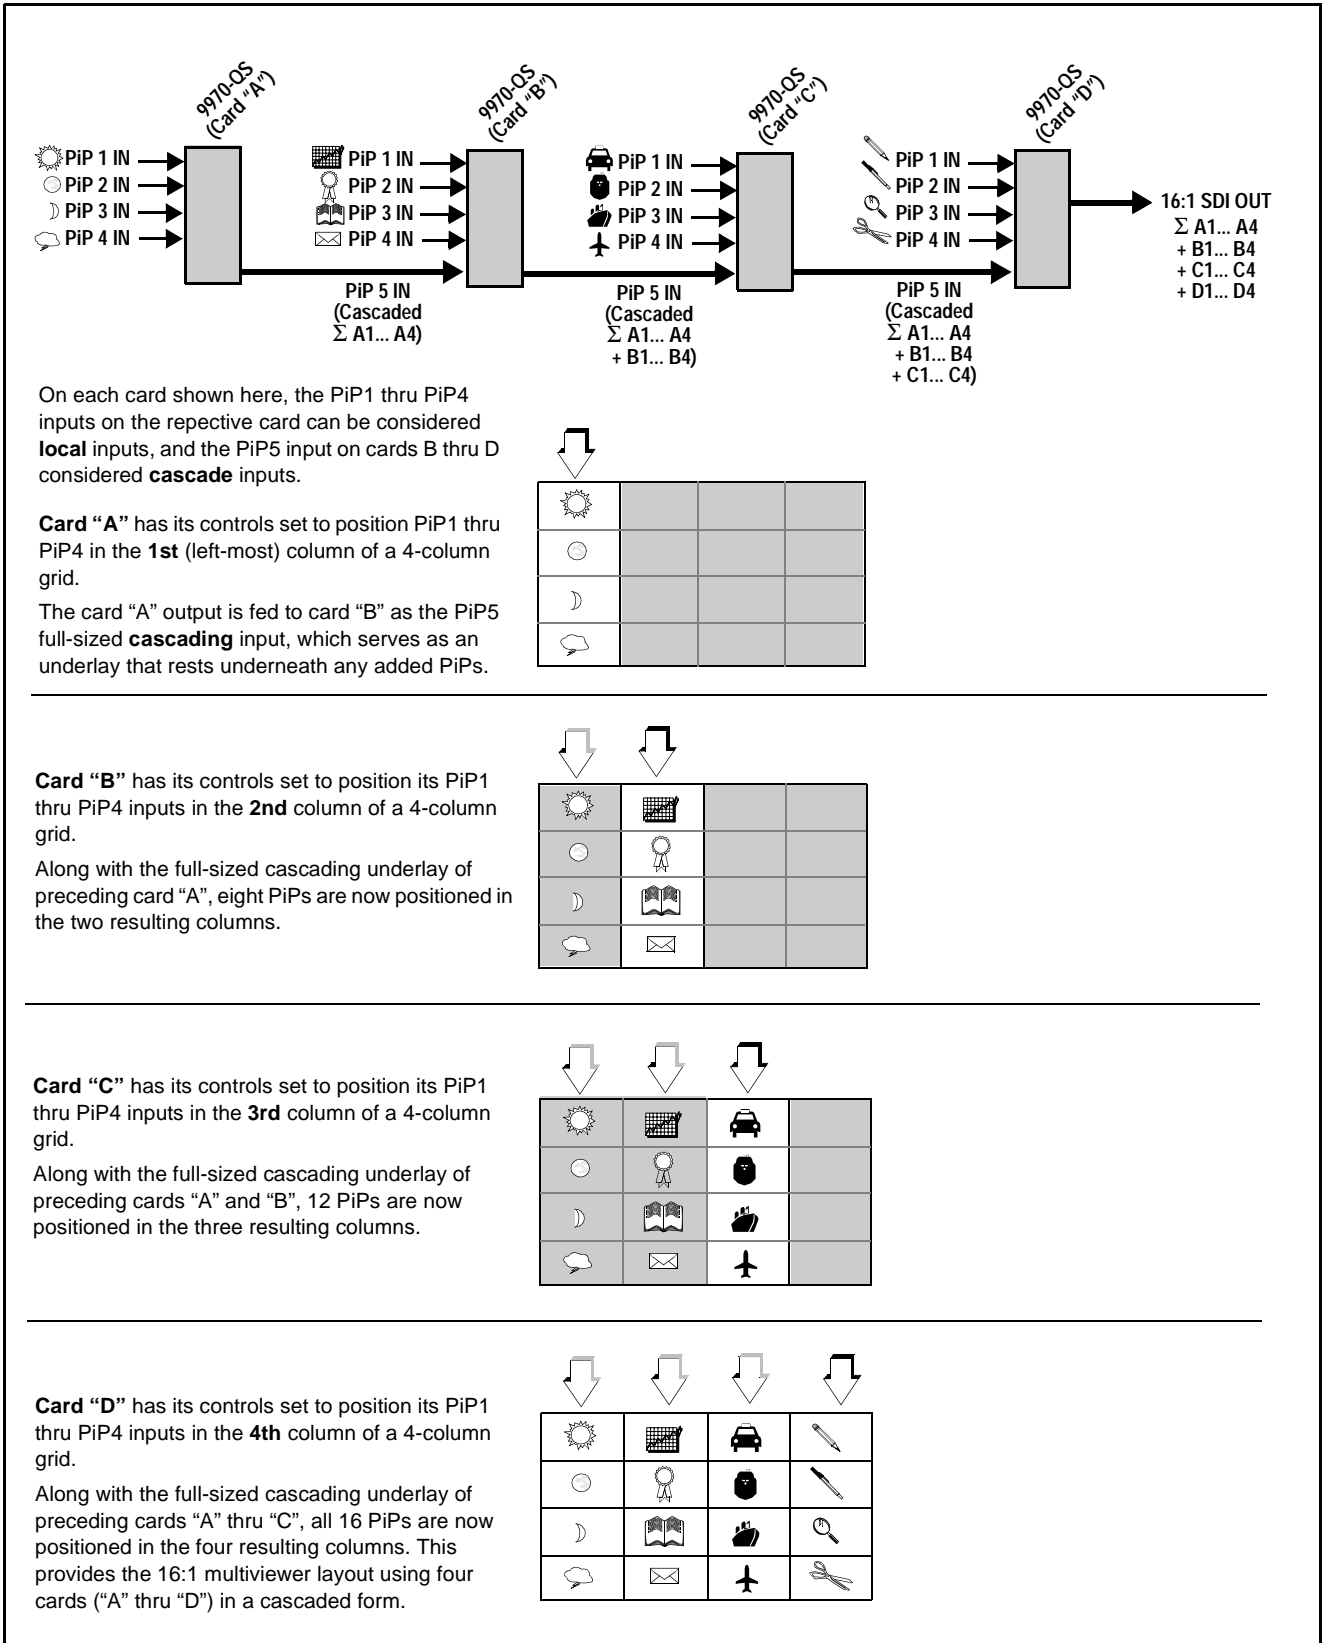 9970-QS
(Card "A")
9970-QS
(Card "B")
9970-QS
(Card "C")
9970-QS
(Card "D")
PiP 1 IN
PiP 2 IN
PiP 3 IN
PiP 4 IN
PiP 1 IN
PiP 2 IN
PiP 3 IN
PiP 4 IN
PiP 1 IN
PiP 2 IN
PiP 3 IN
PiP 4 IN
PiP 1 IN
PiP 2 IN
PiP 3 IN
PiP 4 IN
16:1 SDI OUT
Σ A1... A4
+ B1... B4
+ C1... C4
+ D1... D4
PiP 5 IN
(Cascaded
Σ A1... A4)
PiP 5 IN
(Cascaded
Σ A1... A4
+ B1... B4)
PiP 5 IN
(Cascaded
Σ A1... A4
+ B1... B4
+ C1... C4)
On each card shown here, the PiP1 thru PiP4
inputs on the repective card can be considered
local inputs, and the PiP5 input on cards B thru D
considered cascade inputs.
Card “A” has its controls set to position PiP1 thru
PiP4 in the 1st (left-most) column of a 4-column
grid.
The card “A” output is fed to card “B” as the PiP5
full-sized cascading input, which serves as an
underlay that rests underneath any added PiPs.
Card “B” has its controls set to position its PiP1
thru PiP4 inputs in the 2nd column of a 4-column
grid.
Along with the full-sized cascading underlay of
preceding card “A”, eight PiPs are now positioned in
the two resulting columns.
Card “C” has its controls set to position its PiP1
thru PiP4 inputs in the 3rd column of a 4-column
grid.
Along with the full-sized cascading underlay of
preceding cards “A” and “B”, 12 PiPs are now
positioned in the three resulting columns.
Card “D” has its controls set to position its PiP1
thru PiP4 inputs in the 4th column of a 4-column
grid.
Along with the full-sized cascading underlay of
preceding cards “A” thru “C”, all 16 PiPs are now
positioned in the four resulting columns. This
provides the 16:1 multiviewer layout using four
cards (“A” thru “D”) in a cascaded form.